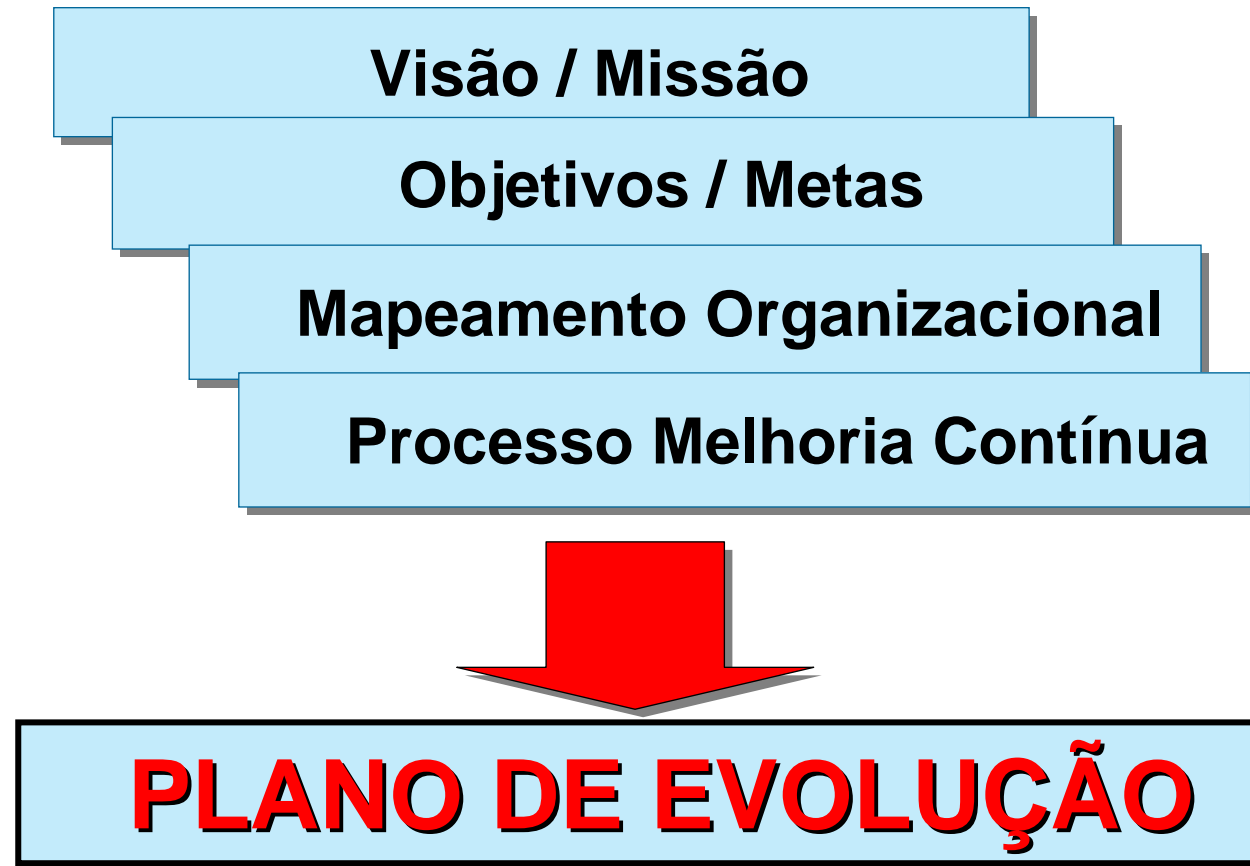 Visão / Missão
Objetivos / Metas
Mapeamento Organizacional
Processo Melhoria Contínua
PLANO DE EVOLUÇÃO